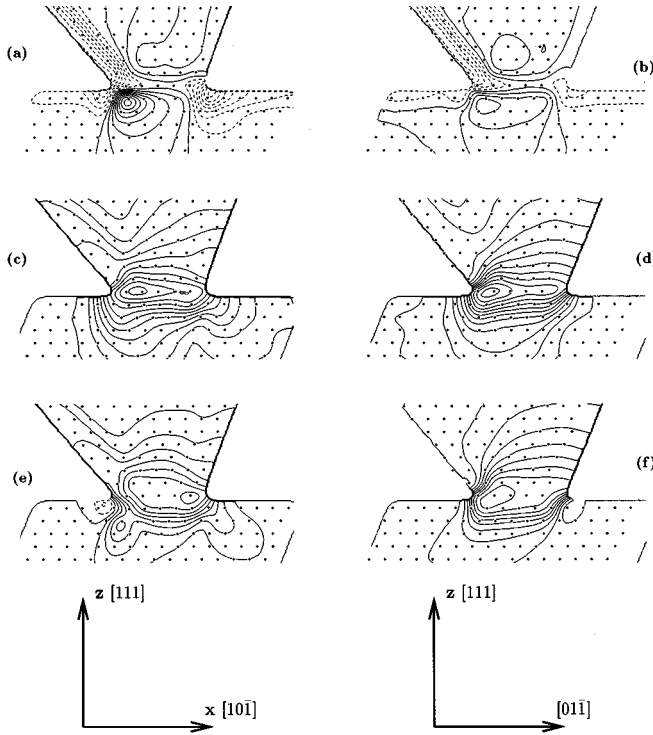 (a)
(b)
(c)
(d)
(e)
(f)
z [111]
z [111]
x [101̄]
[011̄]